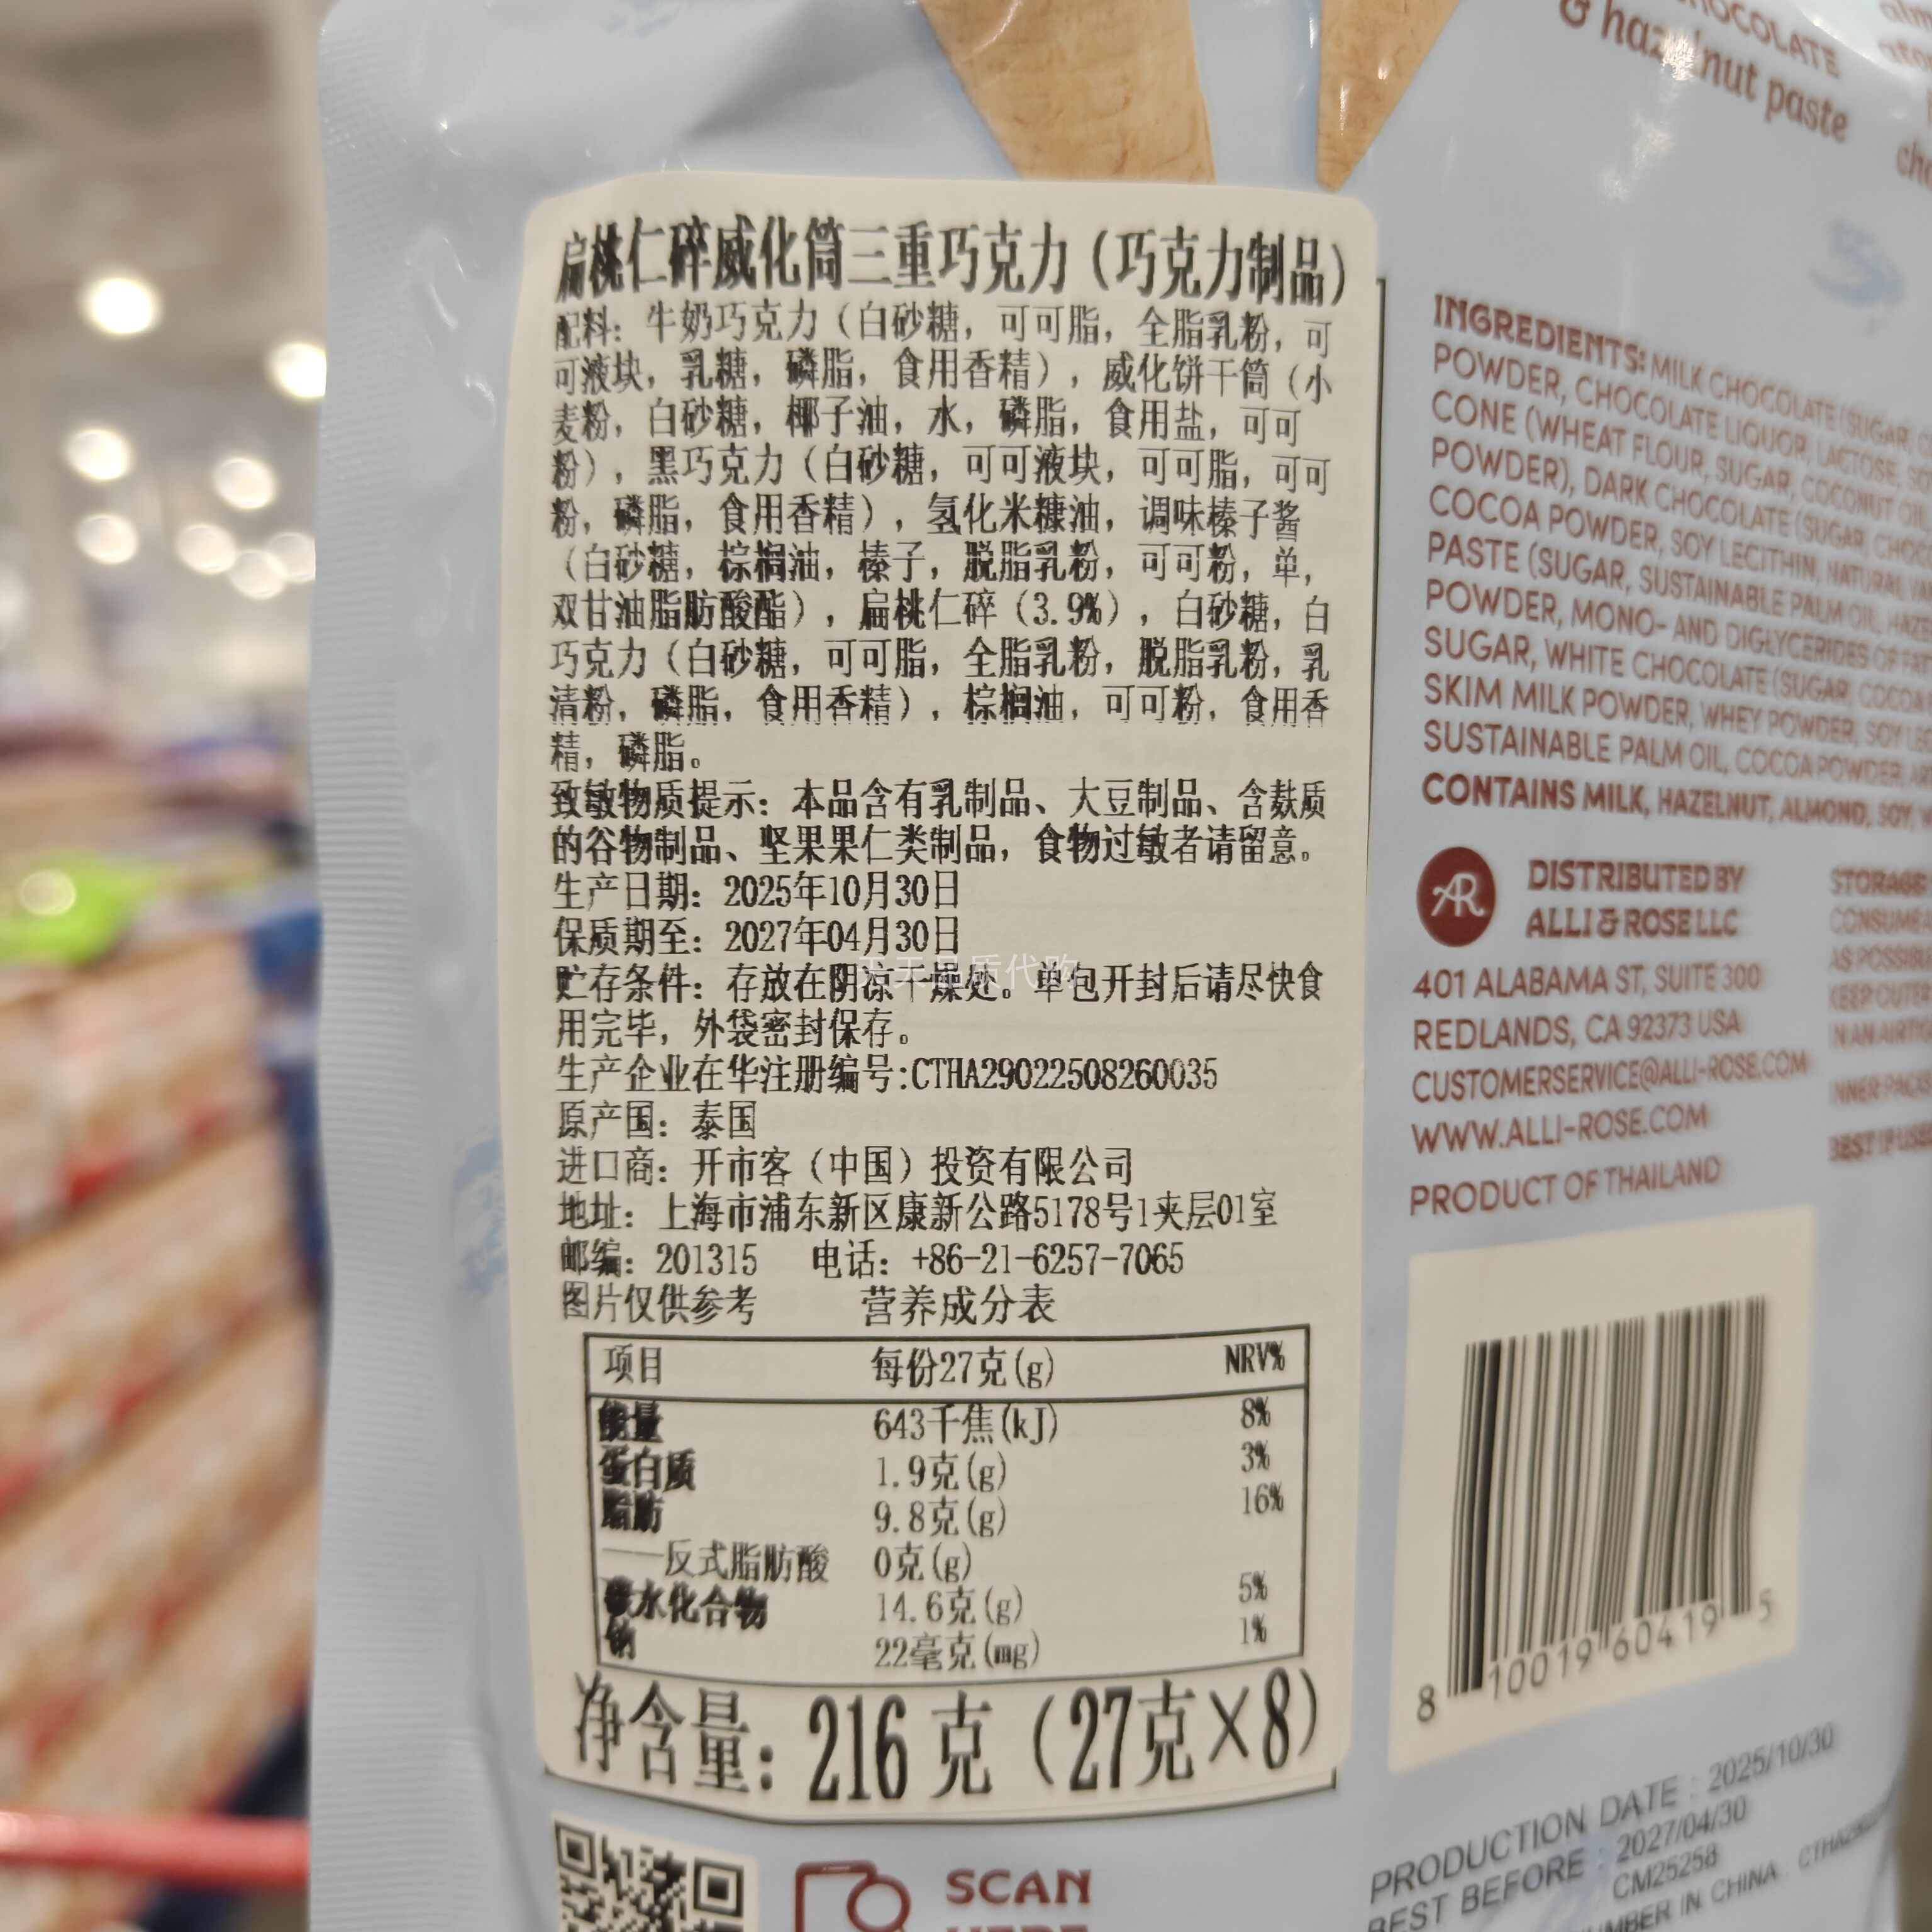 CHOCOLATE
& hazelnut paste
扁桃仁碎威化筒三重巧克力（巧克力制品）
配料：牛奶巧克力（白砂糖，可可脂，全脂乳粉，可
可液块，乳糖，磷脂，食用香精），威化饼干筒（小
麦粉，白砂糖，椰子油，水，磷脂，食用盐，可可
粉），黑巧克力（白砂糖，可可液块，可可脂，可可
粉，磷脂，食用香精），氢化米糠油，调味榛子酱
（白砂糖，棕榈油，榛子，脱脂乳粉，可可粉，单，
双甘油脂肪酸酯），扁桃仁碎（3.9%），白砂糖，白
巧克力（白砂糖，可可脂，全脂乳粉，脱脂乳粉，乳
清粉，磷脂，食用香精），棕榈油，可可粉，食用香
精，磷脂。
致敏物质提示：本品含有乳制品、大豆制品、含麸质
的谷物制品、坚果果仁类制品，食物过敏者请留意。
生产日期：2025年10月30日
保质期至：2027年04月30日
贮存条件：存放在阴凉干燥处。单包开封后请尽快食
用完毕，外袋密封保存。
生产企业在华注册编号:CTHA29022508260035
原产国：泰国
进口商：开市客（中国）投资有限公司
地址：上海市浦东新区康新公路5178号1夹层01室
邮编：201315 电话：+86-21-6257-7065
图片仅供参考 营养成分表
项目 每份27克(g) NRV%
能量 643千焦(kJ) 8%
蛋白质 1.9克(g) 3%
脂肪 9.8克(g) 16%
——反式脂肪酸 0克(g)
碳水化合物 14.6克(g) 5%
钠 22毫克(mg) 1%
净含量：216 克（27克×8）
INGREDIENTS: MILK CHOCOLATE (SUGAR,
POWDER, CHOCOLATE LIQUOR, LACTOSE,
CONE (WHEAT FLOUR, SUGAR, COCONUT OIL,
POWDER), DARK CHOCOLATE (SUGAR,
COCOA POWDER, SOY LECITHIN, NATURAL
PASTE (SUGAR, SUSTAINABLE PALM OIL,
POWDER, MONO- AND DIGLYCERIDES OF
SUGAR, WHITE CHOCOLATE (SUGAR, COCOA
SKIM MILK POWDER, WHEY POWDER, SOY
SUSTAINABLE PALM OIL, COCOA POWDER,
CONTAINS MILK, HAZELNUT, ALMOND, SOY,
AR
DISTRIBUTED BY
ALLI & ROSE LLC
401 ALABAMA ST, SUITE 300
REDLANDS, CA 92373 USA
CUSTOMERSERVICE@ALLI-ROSE.COM
WWW.ALLI-ROSE.COM
PRODUCT OF THAILAND
STORAGE
AS POSSIBLE
8 10019 60419 5
PRODUCTION DATE : 2025/10/30
BEST BEFORE : 2027/04/30
CM25258
IN CHINA
SCAN
HERE
天天品质代购